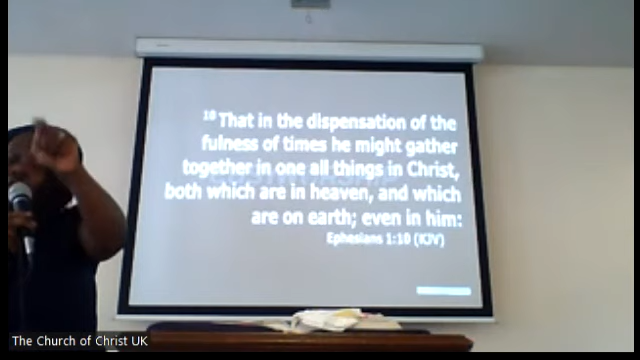 10 That in the dispensation of the
fulness of times he might gather
together in one all things in Christ,
both which are in heaven, and which
are on earth; even in him:
Ephesians 1:10 (KJV)
The Church of Christ UK